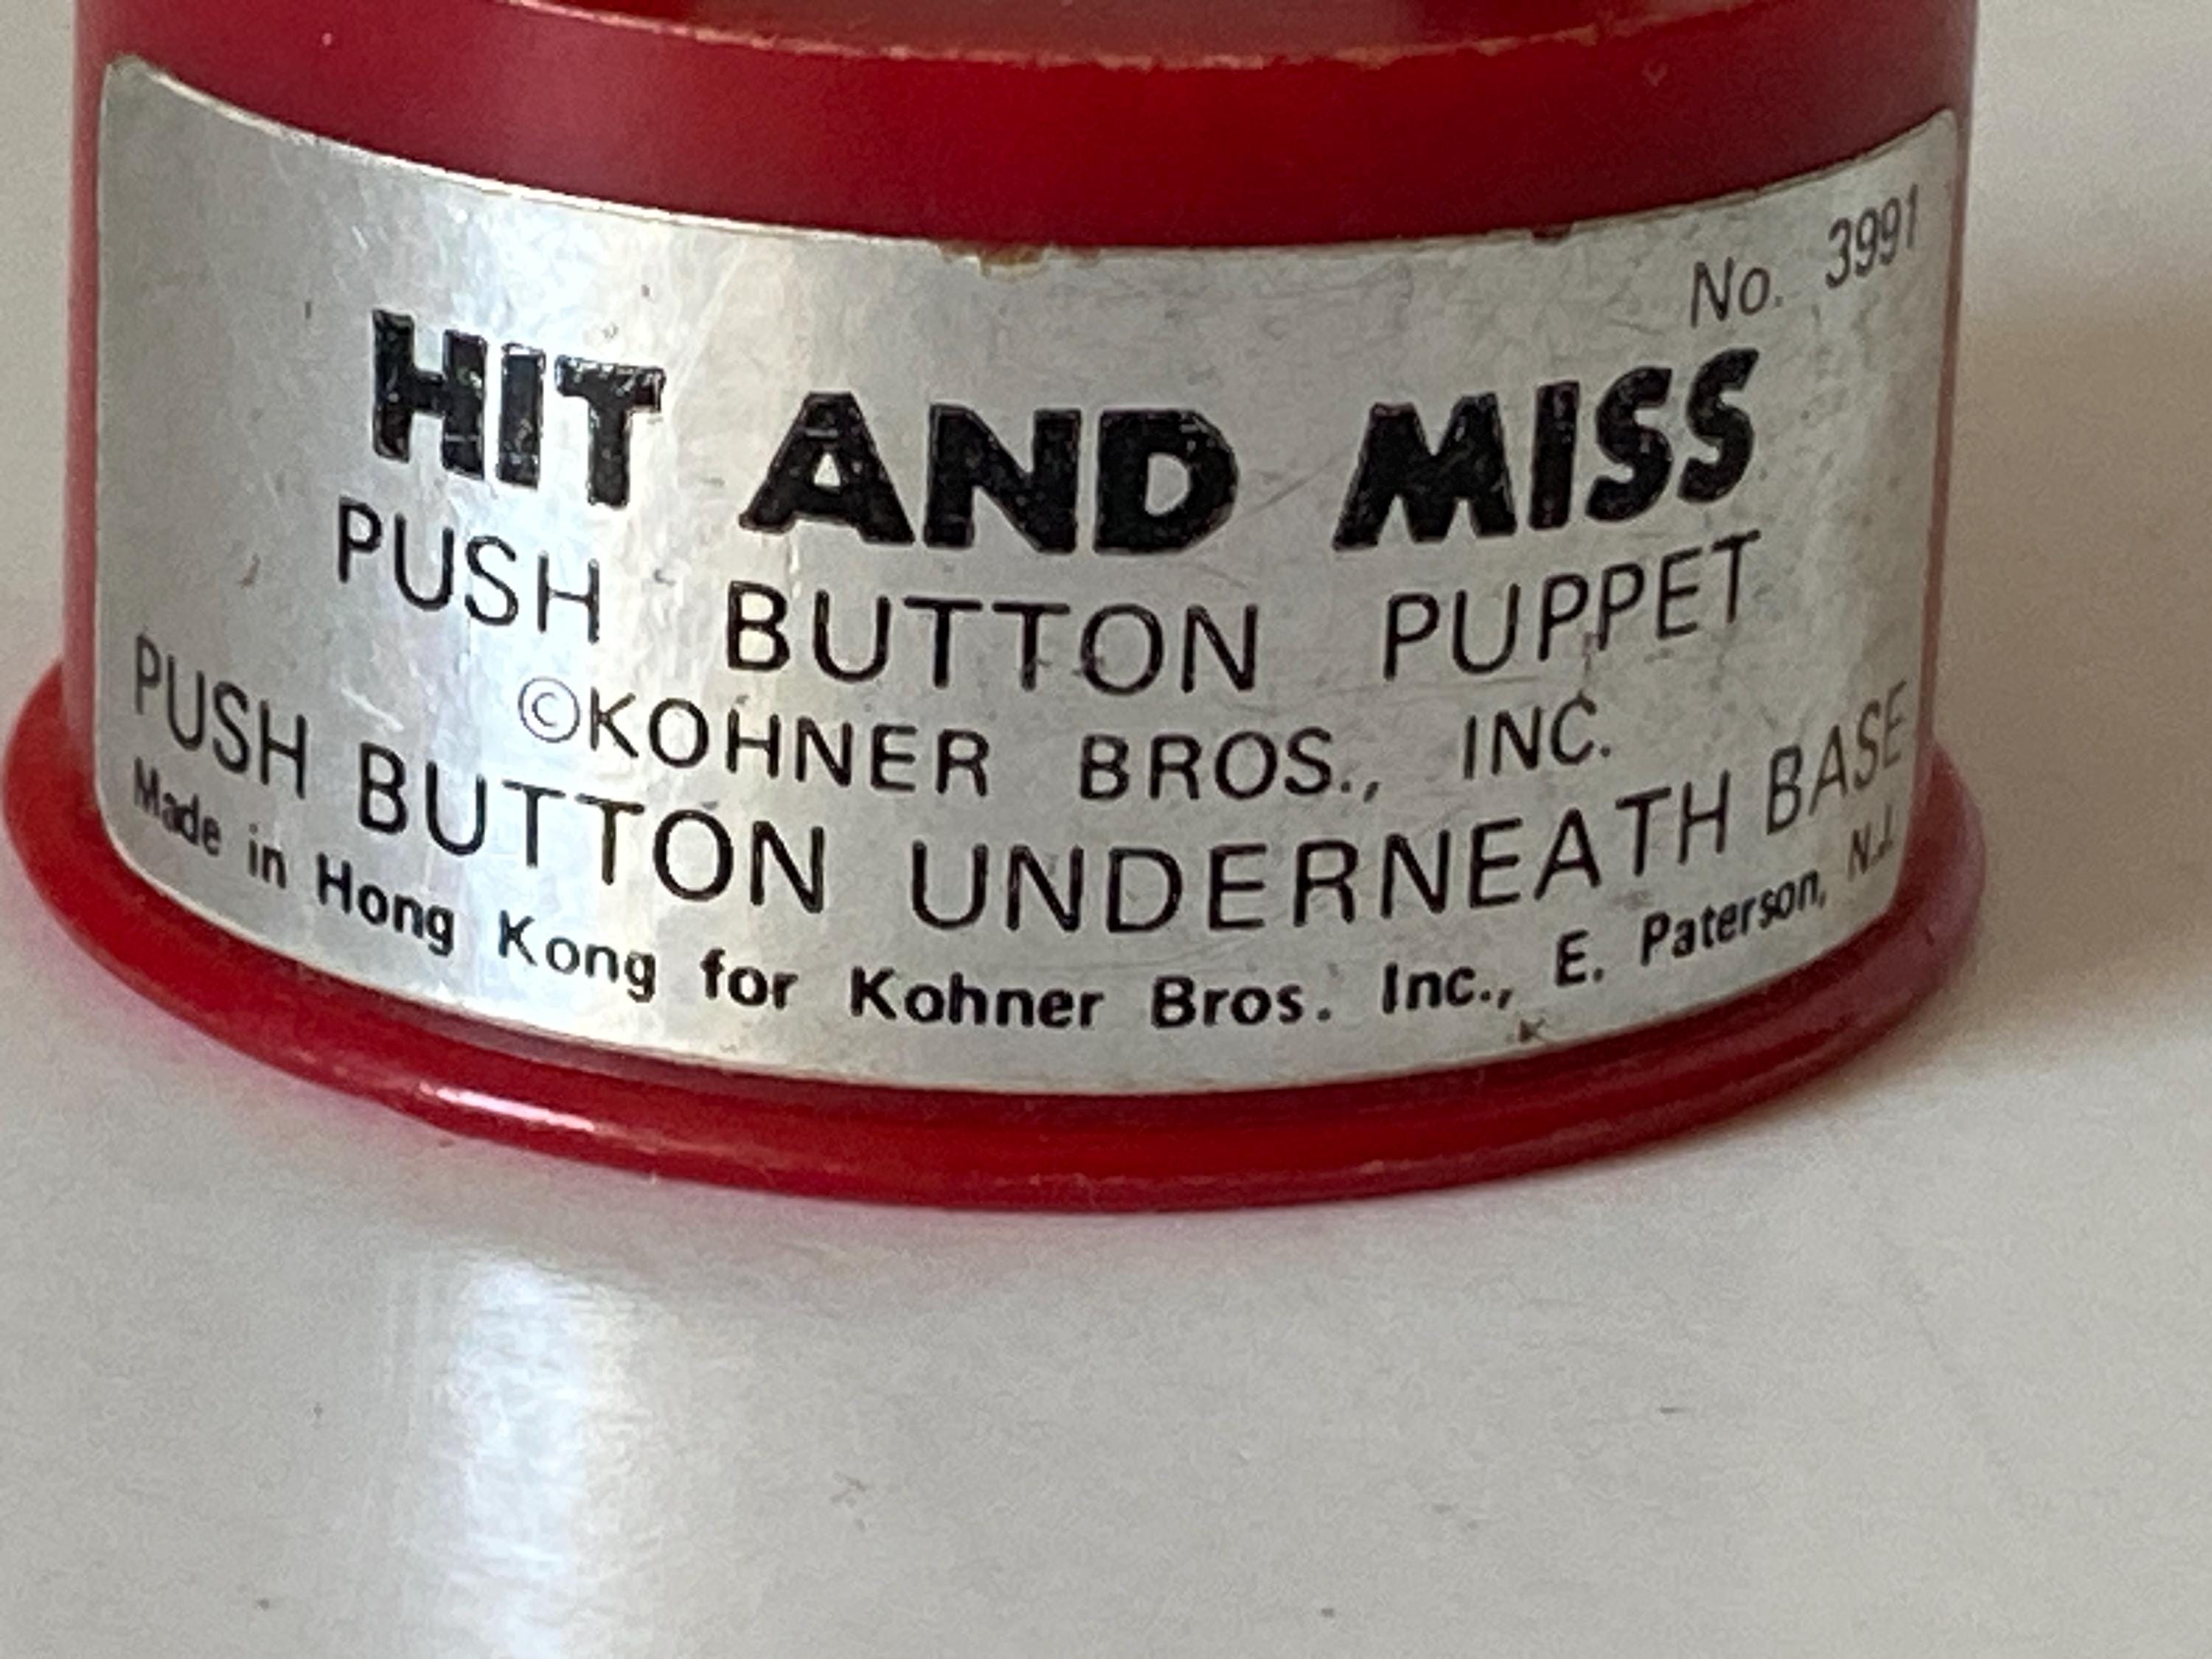 No. 3991
HIT AND MISS
PUSH BUTTON PUPPET
©KOHNER BROS., INC.
PUSH BUTTON UNDERNEATH BASE
Made in Hong Kong for Kohner Bros. Inc., E. Paterson, N.J.